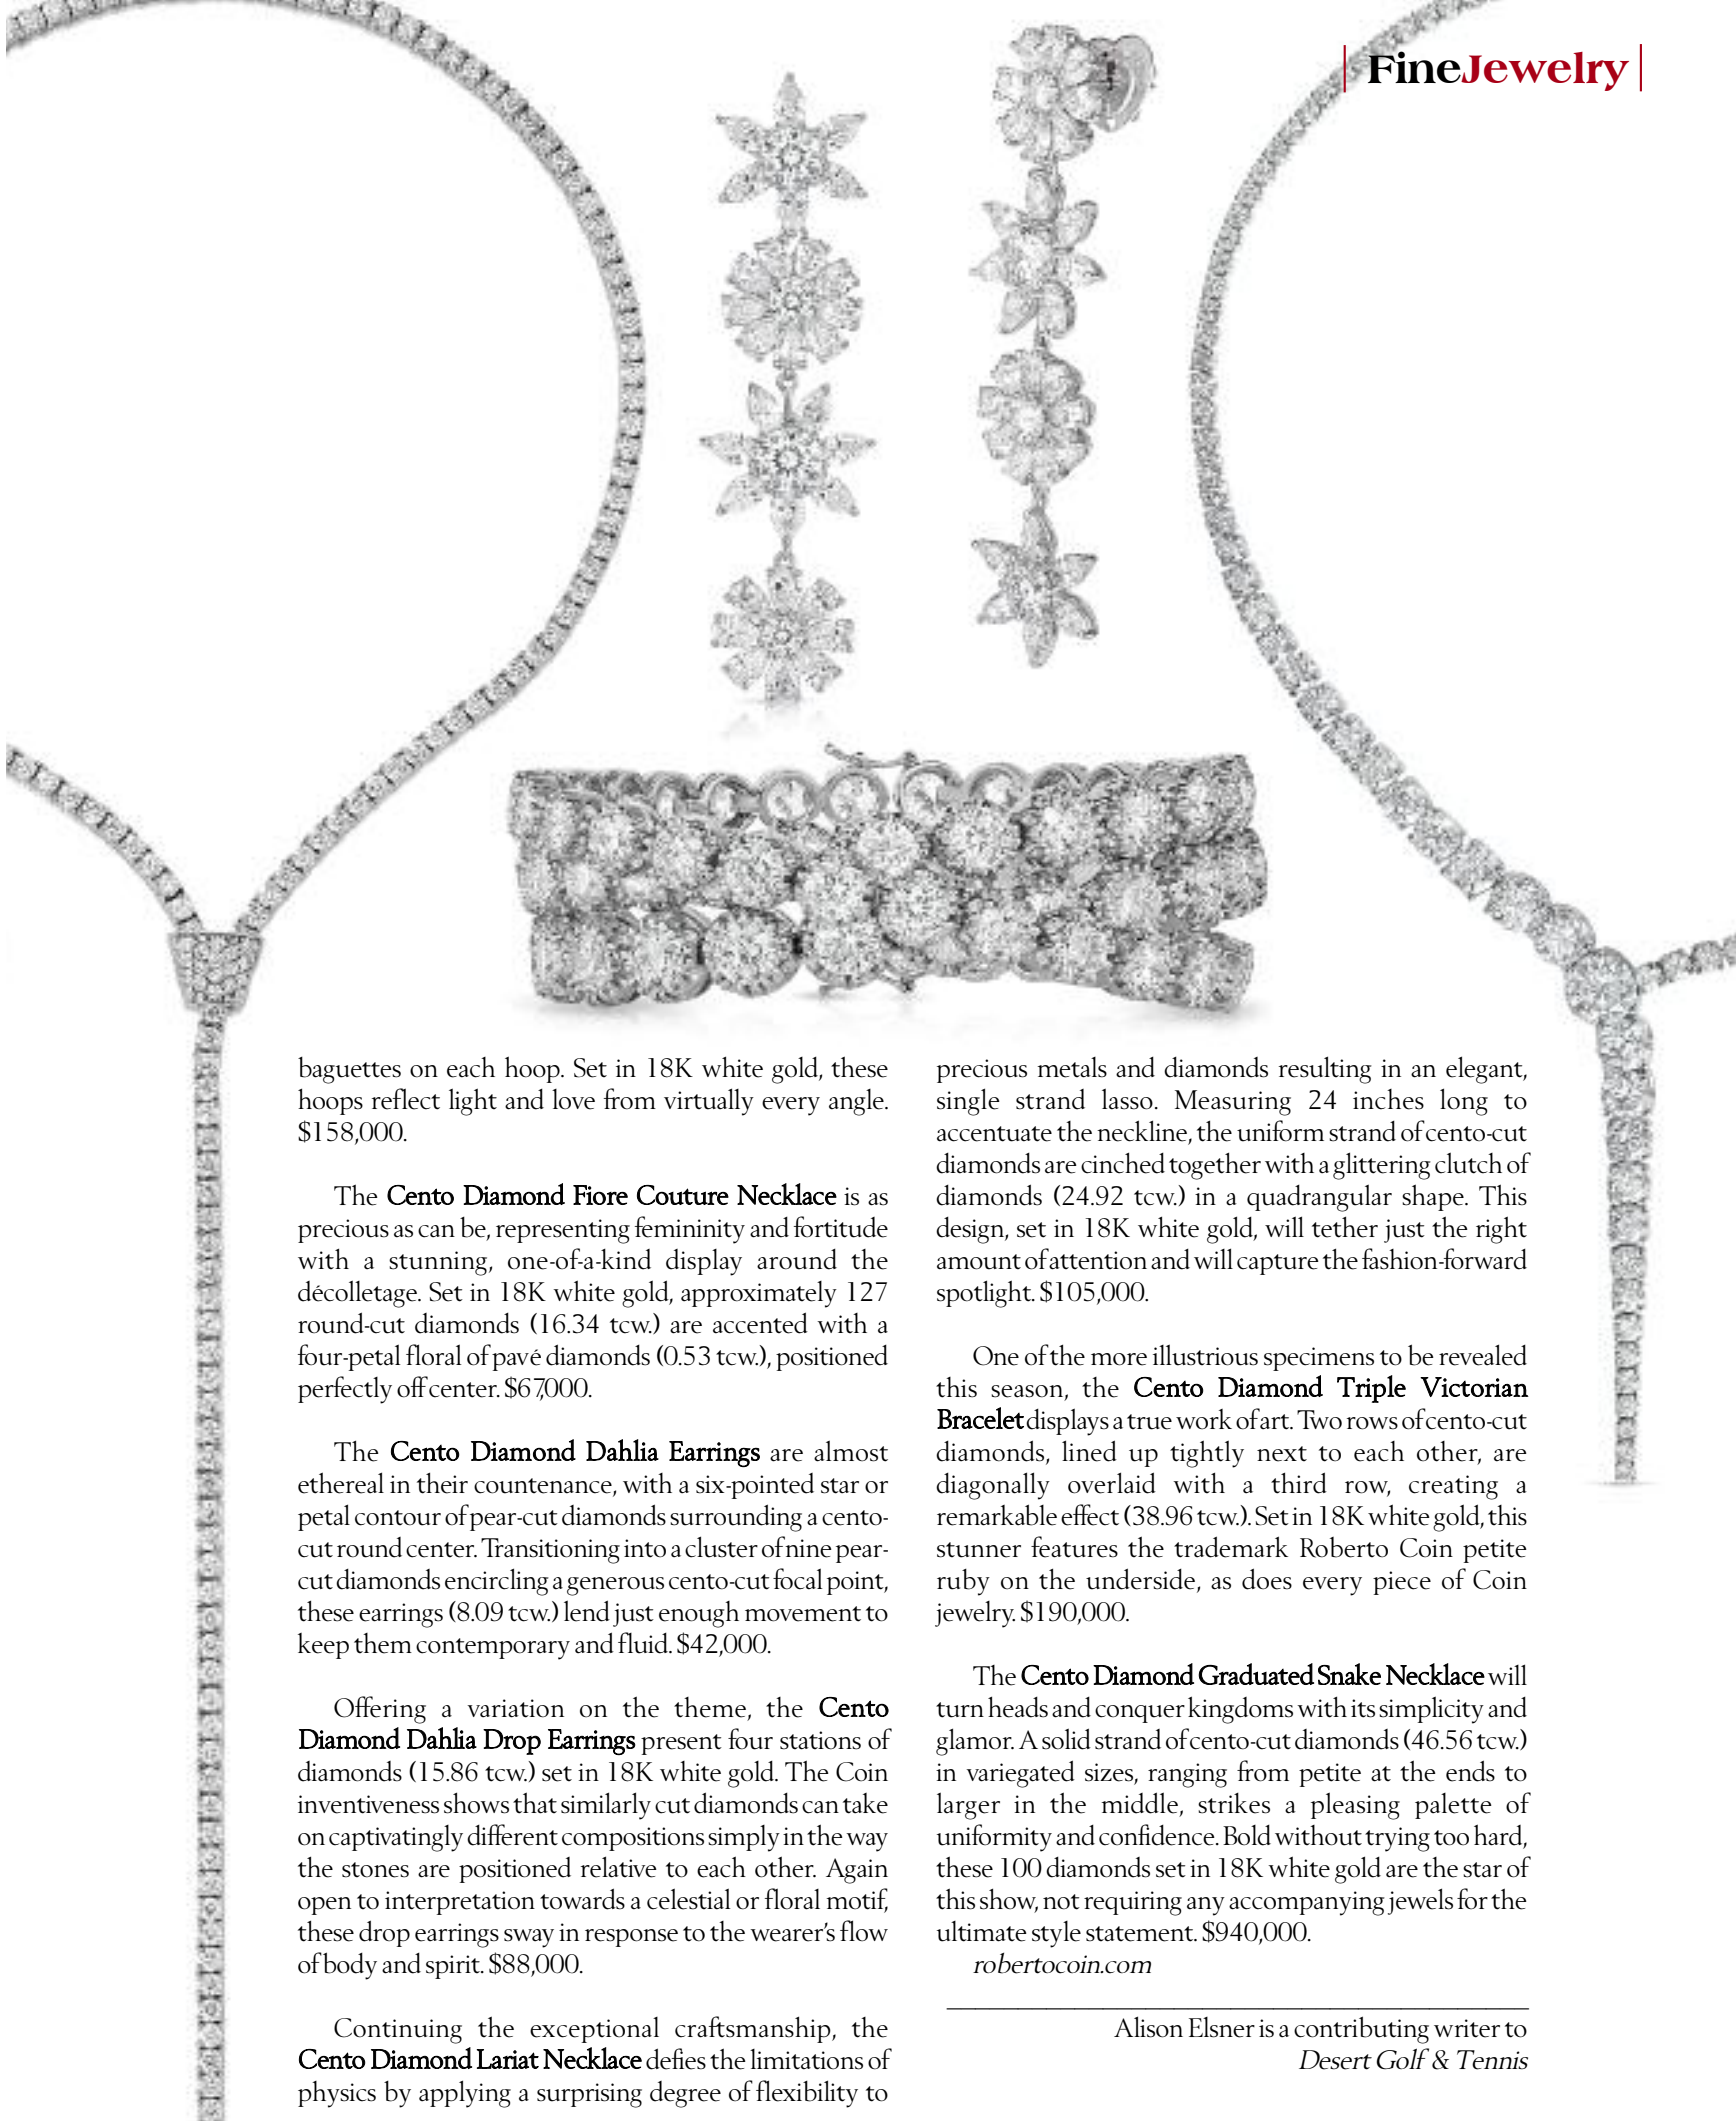 FineJewelry
baguettes on each hoop. Set in 18K white gold, these
hoops reflect light and love from virtually every angle.
$158,000.
The Cento Diamond Fiore Couture Necklace is as
precious as can be, representing femininity and fortitude
with a stunning, one-of-a-kind display around the
décolletage. Set in 18K white gold, approximately 127
round-cut diamonds (16.34 tcw.) are accented with a
four-petal floral of pavé diamonds (0.53 tcw.), positioned
perfectly off center. $67,000.
The Cento Diamond Dahlia Earrings are almost
ethereal in their countenance, with a six-pointed star or
petal contour of pear-cut diamonds surrounding a cento-
cut round center. Transitioning into a cluster of nine pear-
cut diamonds encircling a generous cento-cut focal point,
these earrings (8.09 tcw.) lend just enough movement to
keep them contemporary and fluid. $42,000.
Offering a variation on the theme, the Cento
Diamond Dahlia Drop Earrings present four stations of
diamonds (15.86 tcw.) set in 18K white gold. The Coin
inventiveness shows that similarly cut diamonds can take
on captivatingly different compositions simply in the way
the stones are positioned relative to each other. Again
open to interpretation towards a celestial or floral motif,
these drop earrings sway in response to the wearer's flow
of body and spirit. $88,000.
Continuing the exceptional craftsmanship, the
Cento Diamond Lariat Necklace defies the limitations of
physics by applying a surprising degree of flexibility to
precious metals and diamonds resulting in an elegant,
single strand lasso. Measuring 24 inches long to
accentuate the neckline, the uniform strand of cento-cut
diamonds are cinched together with a glittering clutch of
diamonds (24.92 tcw.) in a quadrangular shape. This
design, set in 18K white gold, will tether just the right
amount of attention and will capture the fashion-forward
spotlight. $105,000.
One of the more illustrious specimens to be revealed
this season, the Cento Diamond Triple Victorian
Bracelet displays a true work of art. Two rows of cento-cut
diamonds, lined up tightly next to each other, are
diagonally overlaid with a third row, creating a
remarkable effect (38.96 tcw.). Set in 18K white gold, this
stunner features the trademark Roberto Coin petite
ruby on the underside, as does every piece of Coin
jewelry. $190,000.
The Cento Diamond Graduated Snake Necklace will
turn heads and conquer kingdoms with its simplicity and
glamor. A solid strand of cento-cut diamonds (46.56 tcw.)
in variegated sizes, ranging from petite at the ends to
larger in the middle, strikes a pleasing palette of
uniformity and confidence. Bold without trying too hard,
these 100 diamonds set in 18K white gold are the star of
this show, not requiring any accompanying jewels for the
ultimate style statement. $940,000.
robertocoin.com
Alison Elsner is a contributing writer to
Desert Golf & Tennis